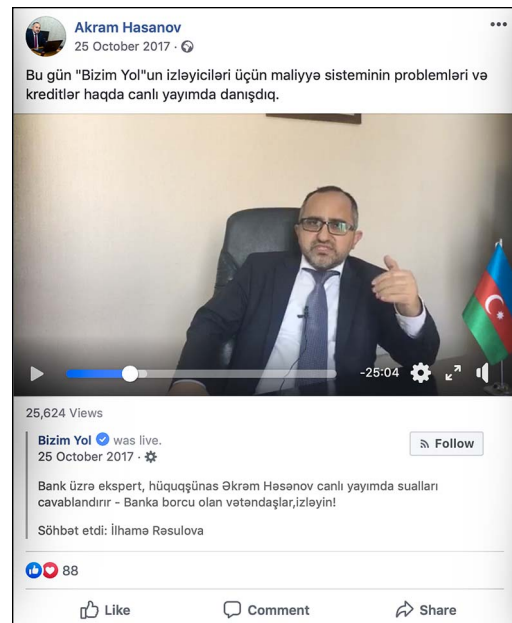 Akram Hasanov
25 October 2017 ·
Bu gün "Bizim Yol"un izləyiciləri üçün maliyyə sisteminin problemləri və
kreditlər haqda canlı yayımda danışdıq.
-25:04
25,624 Views
Bizim Yol was live.
Follow
25 October 2017 ·
Bank üzrə ekspert, hüquqşünas Əkrəm Həsənov canlı yayımda sualları
cavablandırır - Banka borcu olan vətəndaşlar,izləyin!
Söhbət etdi: İlhamə Rəsulova
88
Like
Comment
Share